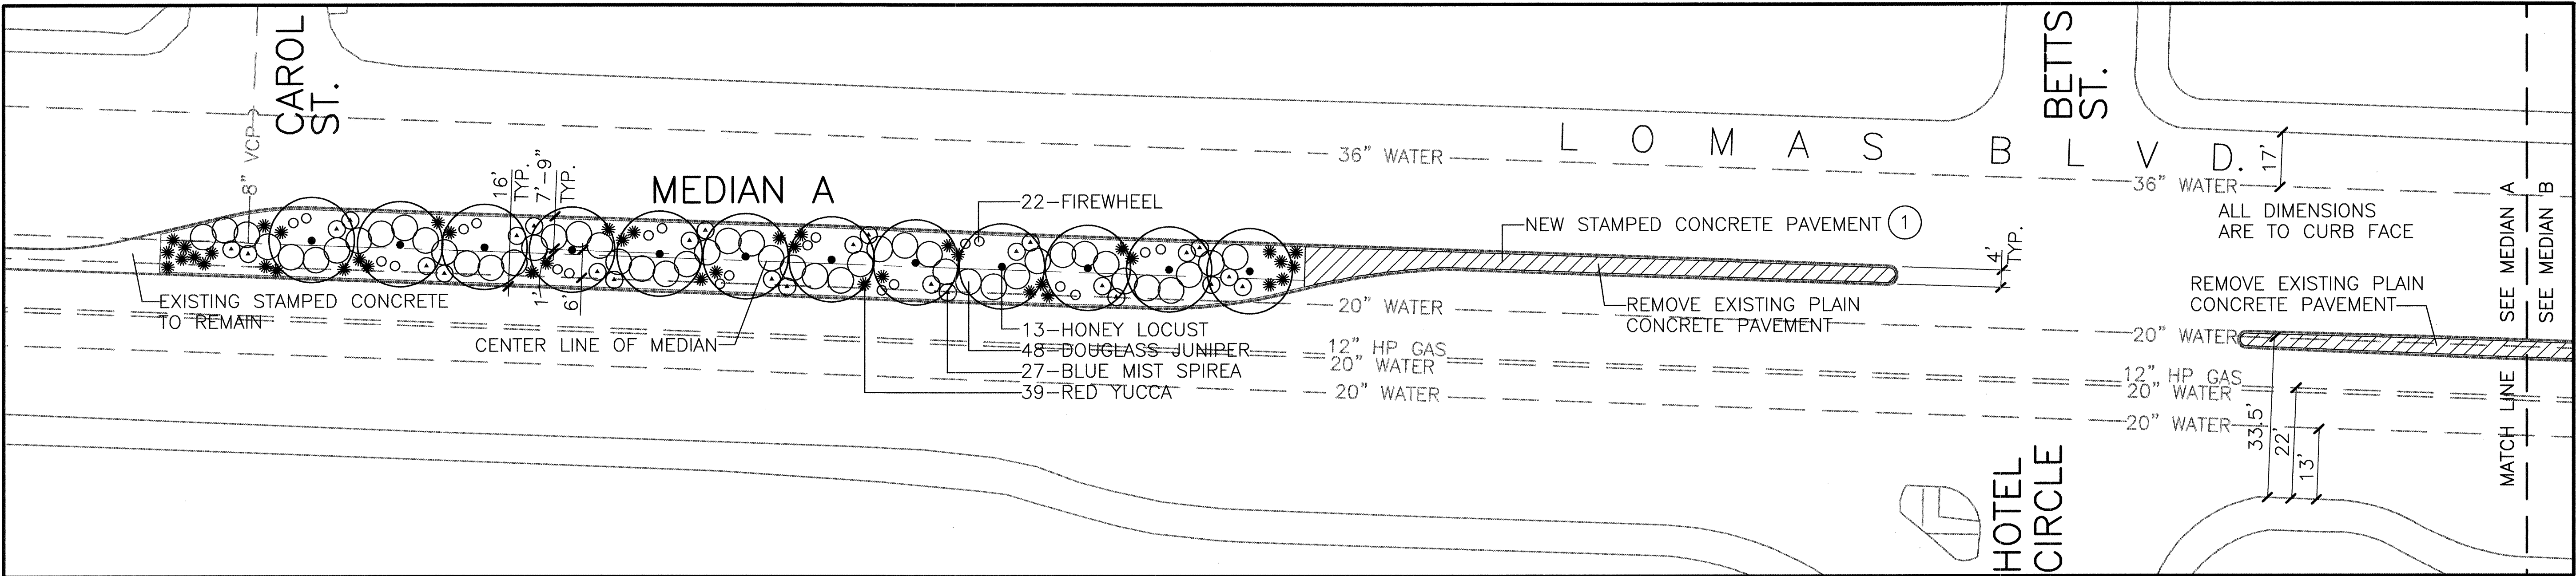 CAROL
ST.
8" VCP
16'
TYP.
7'-9"
TYP.
1'
6'
MEDIAN A
22-FIREWHEEL
36" WATER
LOMAS BLVD.
BETTS
ST.
17'
36" WATER
ALL DIMENSIONS
ARE TO CURB FACE
SEE MEDIAN A
SEE MEDIAN B
NEW STAMPED CONCRETE PAVEMENT 1
4'
TYP.
EXISTING STAMPED CONCRETE
TO REMAIN
CENTER LINE OF MEDIAN
13-HONEY LOCUST
48-DOUGLASS JUNIPER
27-BLUE MIST SPIREA
39-RED YUCCA
20" WATER
12" HP GAS
20" WATER
20" WATER
REMOVE EXISTING PLAIN
CONCRETE PAVEMENT
REMOVE EXISTING PLAIN
CONCRETE PAVEMENT
20" WATER
12" HP GAS
20" WATER
20" WATER
33.5'
22'
13'
MATCH LINE
HOTEL
CIRCLE